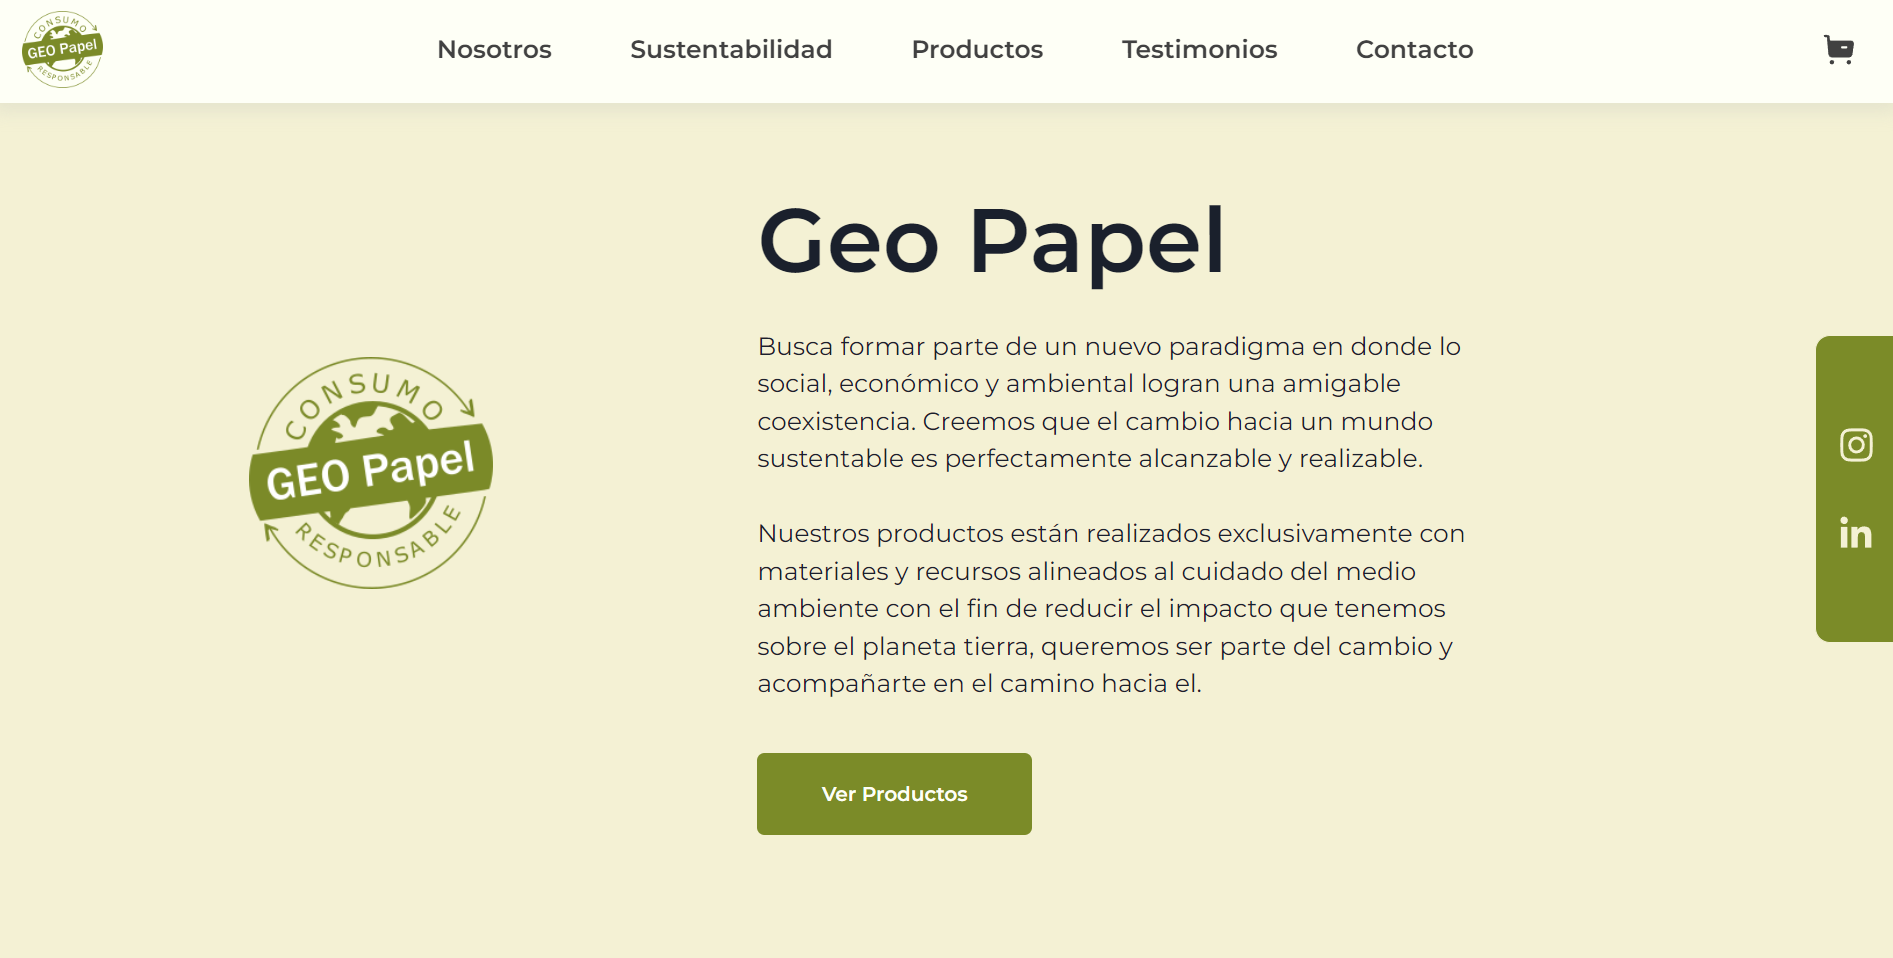 CONSUMO
GEO Papel
RESPONSABLE
Nosotros
Sustentabilidad
Productos
Testimonios
Contacto
Geo Papel
CONSUMO
GEO Papel
RESPONSABLE
Busca formar parte de un nuevo paradigma en donde lo
social, económico y ambiental logran una amigable
coexistencia. Creemos que el cambio hacia un mundo
sustentable es perfectamente alcanzable y realizable.
Nuestros productos están realizados exclusivamente con
materiales y recursos alineados al cuidado del medio
ambiente con el fin de reducir el impacto que tenemos
sobre el planeta tierra, queremos ser parte del cambio y
acompañarte en el camino hacia el.
Ver Productos
in